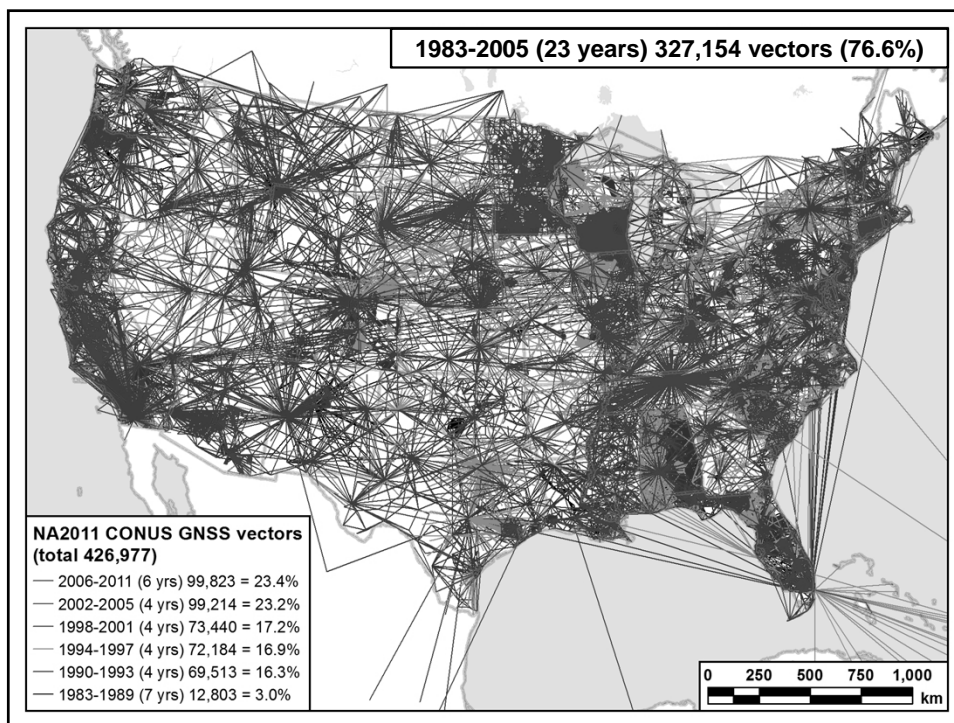 1983-2005 (23 years) 327,154 vectors (76.6%)
NA2011 CONUS GNSS vectors
(total 426,977)
2006-2011 (6 yrs) 99,823 = 23.4%
2002-2005 (4 yrs) 99,214 = 23.2%
1998-2001 (4 yrs) 73,440 = 17.2%
1994-1997 (4 yrs) 72,184 = 16.9%
1990-1993 (4 yrs) 69,513 = 16.3%
1983-1989 (7 yrs) 12,803 = 3.0%
0 250 500 750 1,000
km